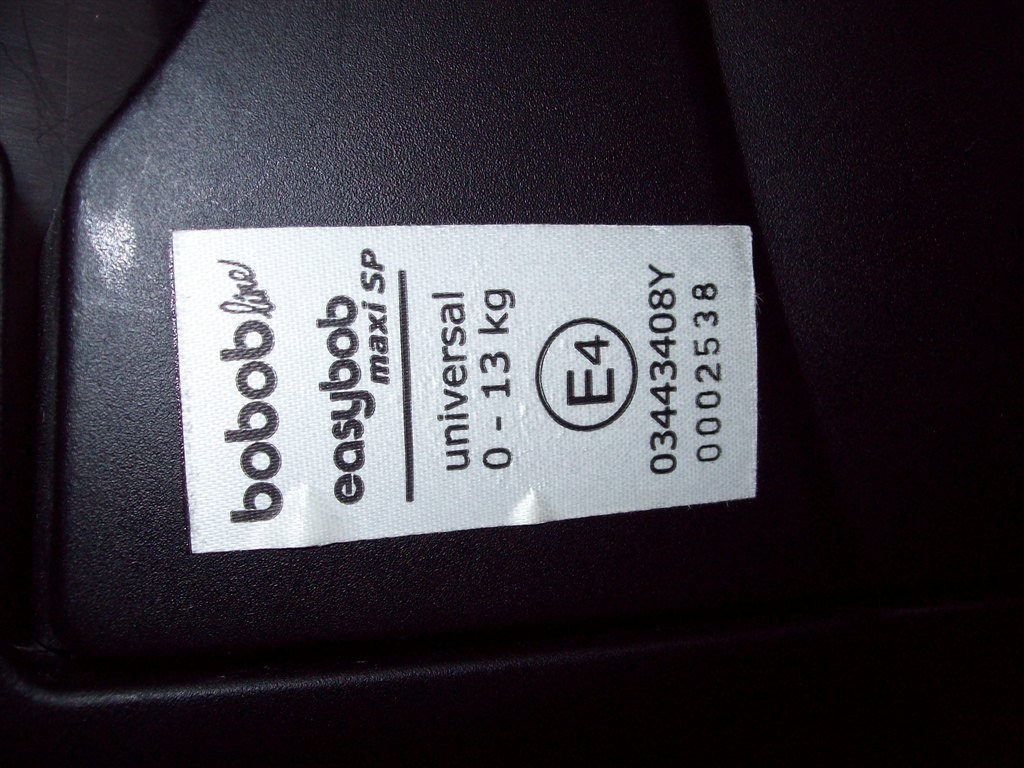 bobob line
easybob
maxi SP
universal
0 - 13 kg
E4
03443408Y
0002538